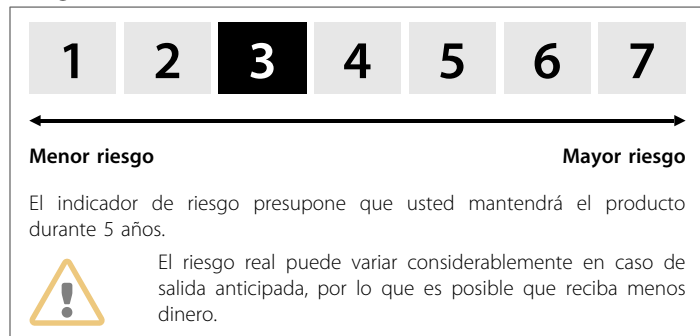 1 2 3 4 5 6 7
Menor riesgo Mayor riesgo
El indicador de riesgo presupone que usted mantendrá el producto
durante 5 años.
El riesgo real puede variar considerablemente en caso de
salida anticipada, por lo que es posible que reciba menos
dinero.